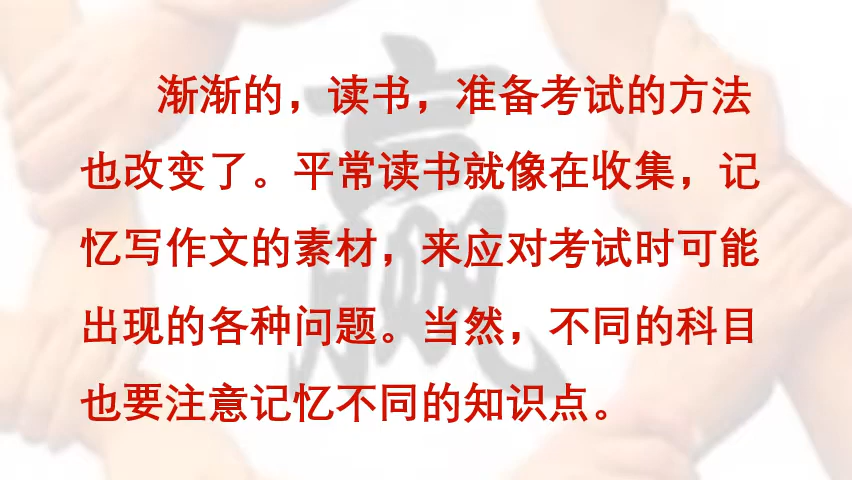 赢
渐渐的，读书，准备考试的方法
也改变了。平常读书就像在收集，记
忆写作文的素材，来应对考试时可能
出现的各种问题。当然，不同的科目
也要注意记忆不同的知识点。